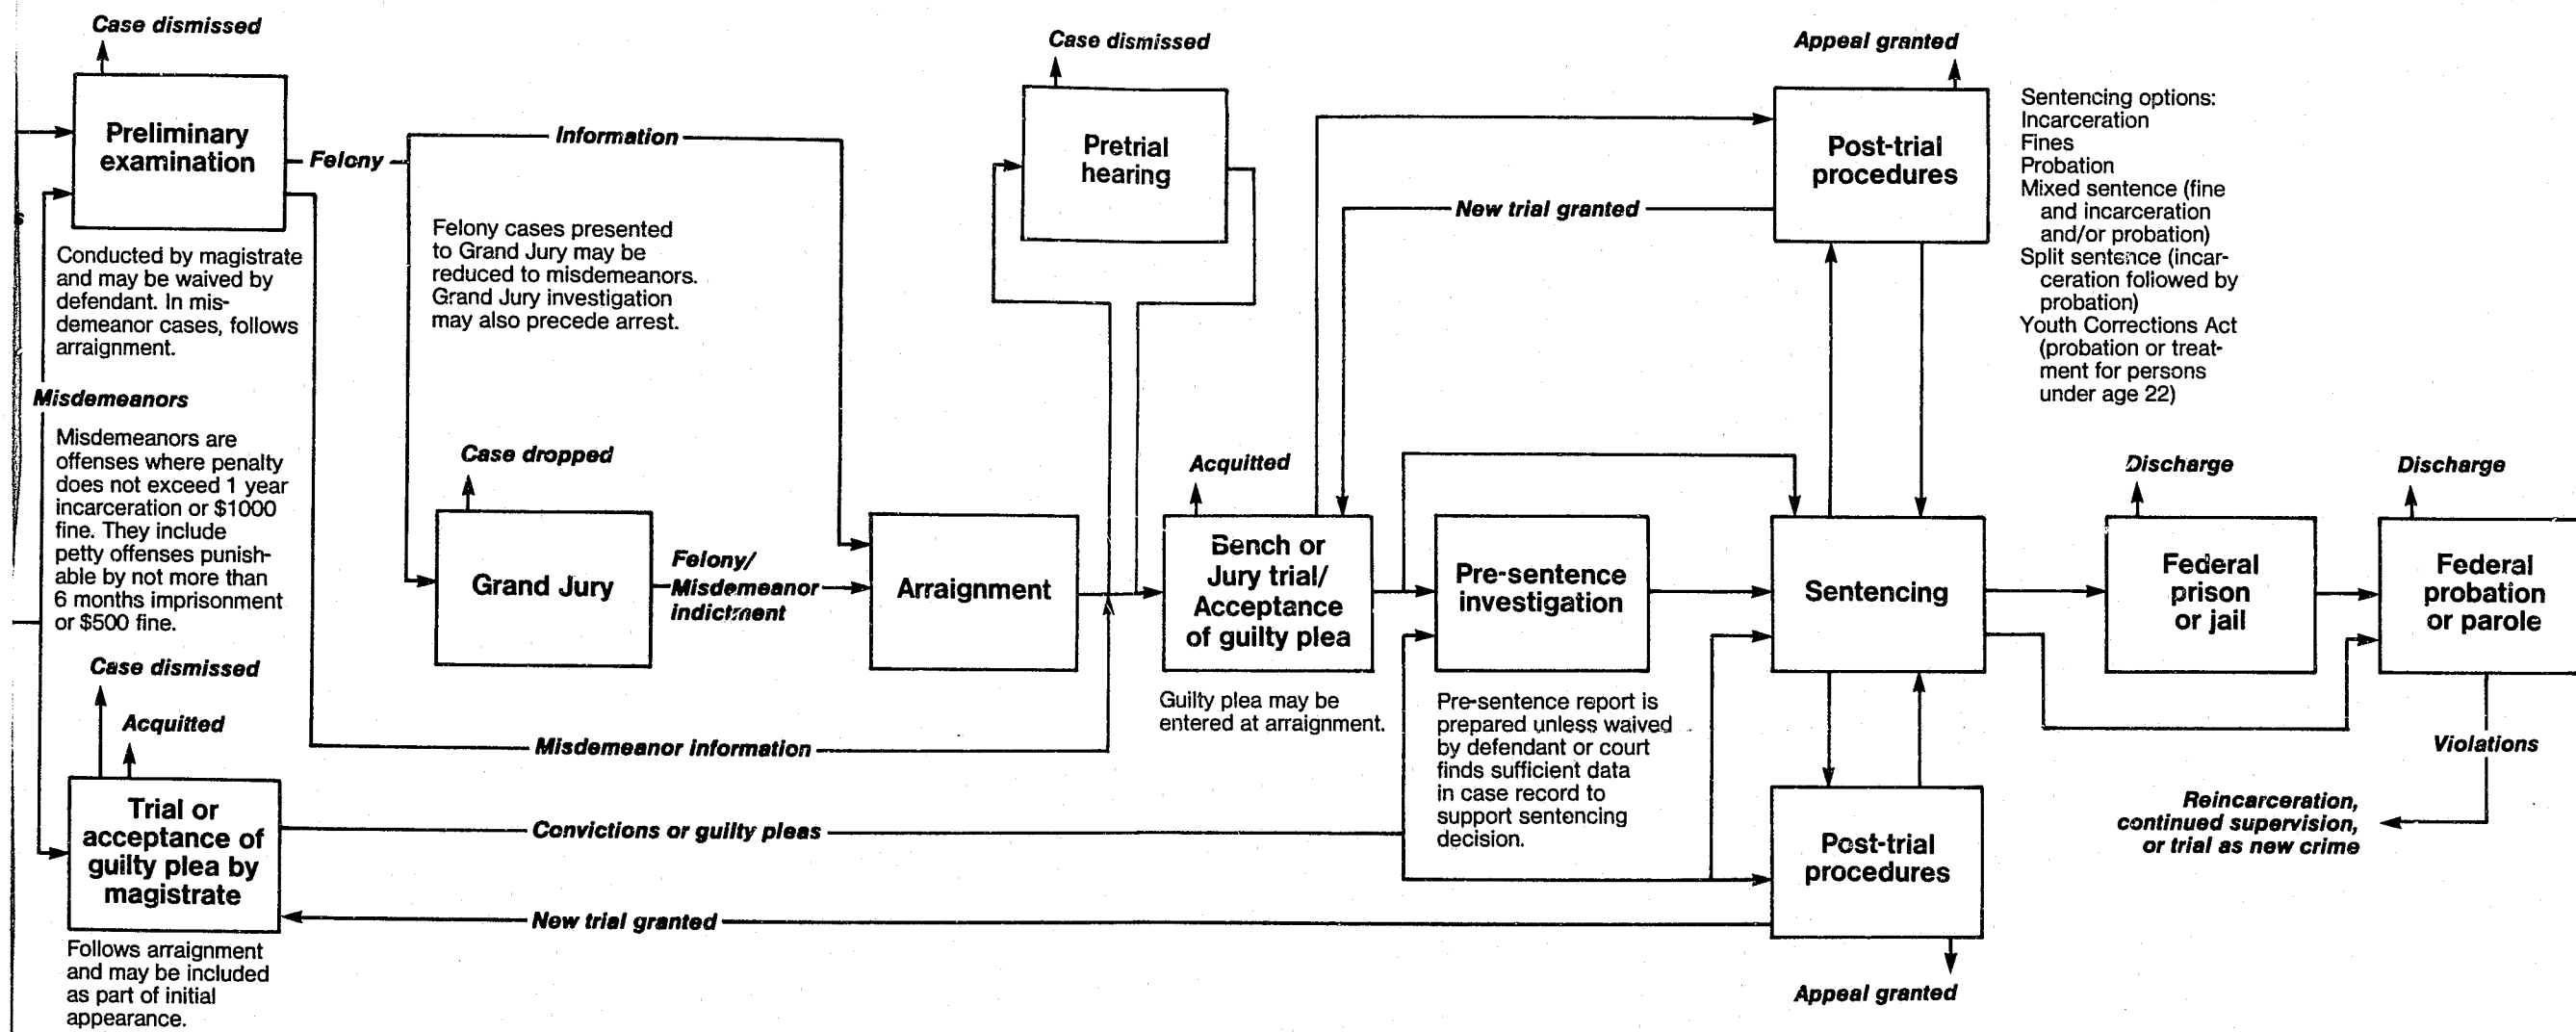 Case dismissed
Preliminary
examination
Conducted by magistrate
and may be waived by
defendant. In mis-
demeanor cases, follows
arraignment.
Misdemeanors
Misdemeanors are
offenses where penalty
does not exceed 1 year
incarceration or $1000
fine. They include
petty offenses punish-
able by not more than
6 months imprisonment
or $500 fine.
Case dismissed
Acquitted
Trial or
acceptance of
guilty plea by
magistrate
Follows arraignment
and may be included
as part of initial
appearance.
Felony
Information
Felony cases presented
to Grand Jury may be
reduced to misdemeanors.
Grand Jury investigation
may also precede arrest.
Case dropped
Grand Jury
Felony/
Misdemeanor
indictment
Misdemeanor information
Convictions or guilty pleas
New trial granted
Arraignment
Case dismissed
Pretrial
hearing
Acquitted
Bench or
Jury trial/
Acceptance
of guilty plea
Guilty plea may be
entered at arraignment.
New trial granted
Pre-sentence
investigation
Pre-sentence report is
prepared unless waived
by defendant or court
finds sufficient data
in case record to
support sentencing
decision.
Appeal granted
Post-trial
procedures
Sentencing options:
Incarceration
Fines
Probation
Mixed sentence (fine
and incarceration
and/or probation)
Split sentence (incar-
ceration followed by
probation)
Youth Corrections Act
(probation or treat-
ment for persons
under age 22)
Sentencing
Post-trial
procedures
Appeal granted
Discharge
Federal
prison
or jail
Discharge
Federal
probation
or parole
Violations
Reincarceration,
continued supervision,
or trial as new crime